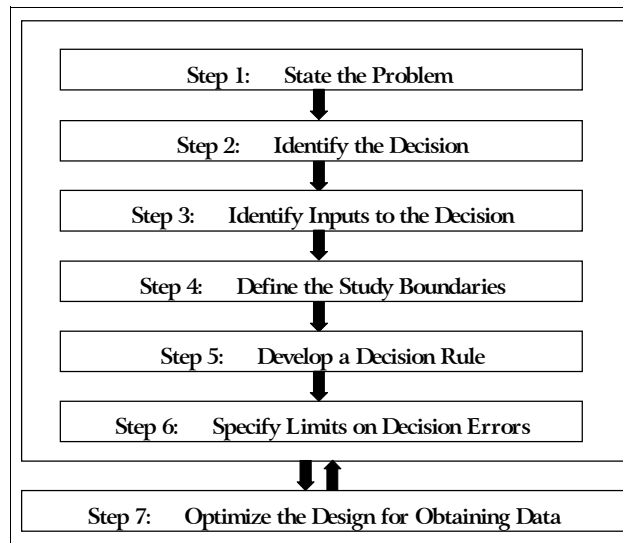 Step 1: State the Problem
Step 2: Identify the Decision
Step 3: Identify Inputs to the Decision
Step 4: Define the Study Boundaries
Step 5: Develop a Decision Rule
Step 6: Specify Limits on Decision Errors
Step 7: Optimize the Design for Obtaining Data